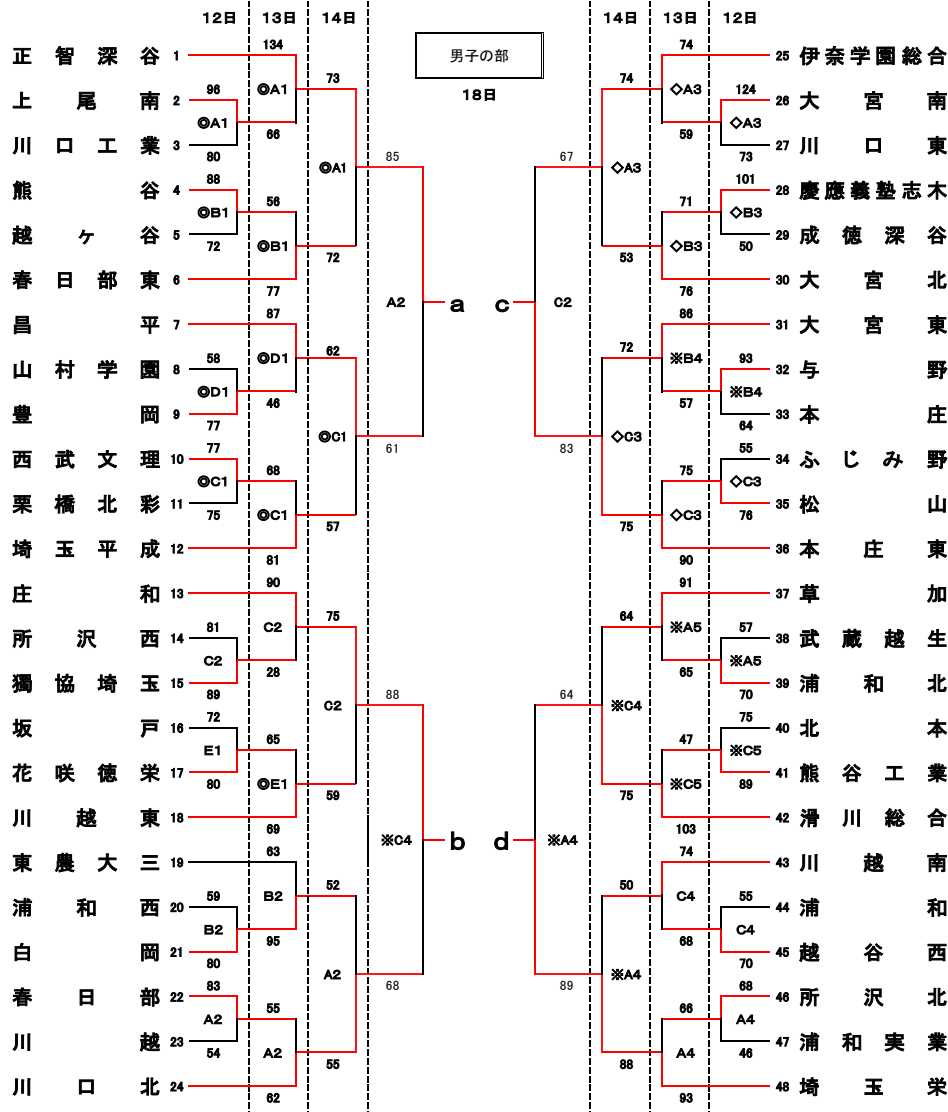 12日 13日 14日 14日 13日 12日
男子の部
18日
正智深谷 1
上尾南 2
川口工業 3
熊谷 4
越ヶ谷 5
春日部東 6
昌平 7
山村学園 8
豊岡 9
西武文理 10
栗橋北彩 11
埼玉平成 12
庄和 13
所沢西 14
獨協埼玉 15
坂戸 16
花咲徳栄 17
川越東 18
東農大三 19
浦和西 20
白岡 21
春日部 22
川越 23
川口北 24
96
◎A1
80
88
◎B1
72
58
◎D1
77
77
◎C1
75
81
C2
89
72
E1
80
59
B2
80
83
A2
54
134
◎A1
66
56
◎B1
77
87
◎D1
46
68
◎C1
81
90
C2
28
65
◎E1
69
63
B2
95
55
A2
62
73
◎A1
72
62
◎C1
57
75
C2
59
52
A2
55
85
A2
61
88
※C4
68
a c
b d
67
C2
83
64
※A4
89
74
◇A3
53
72
◇C3
75
64
※C4
75
50
※A4
88
74
◇A3
59
71
◇B3
76
86
※B4
57
75
◇C3
90
91
※A5
65
47
※C5
103
74
C4
68
66
A4
93
124
◇A3
73
101
◇B3
50
93
※B4
64
55
◇C3
76
57
※A5
70
75
※C5
89
55
C4
70
68
A4
46
25 伊奈学園総合
26 大宮南
27 川口東
28 慶應義塾志木
29 成徳深谷
30 大宮北
31 大宮東
32 与野
33 本庄
34 ふじみ野
35 松山
36 本庄東
37 草加
38 武蔵越生
39 浦和北
40 北本
41 熊谷工業
42 滑川総合
43 川越南
44 浦和
45 越谷西
46 所沢北
47 浦和実業
48 埼玉栄